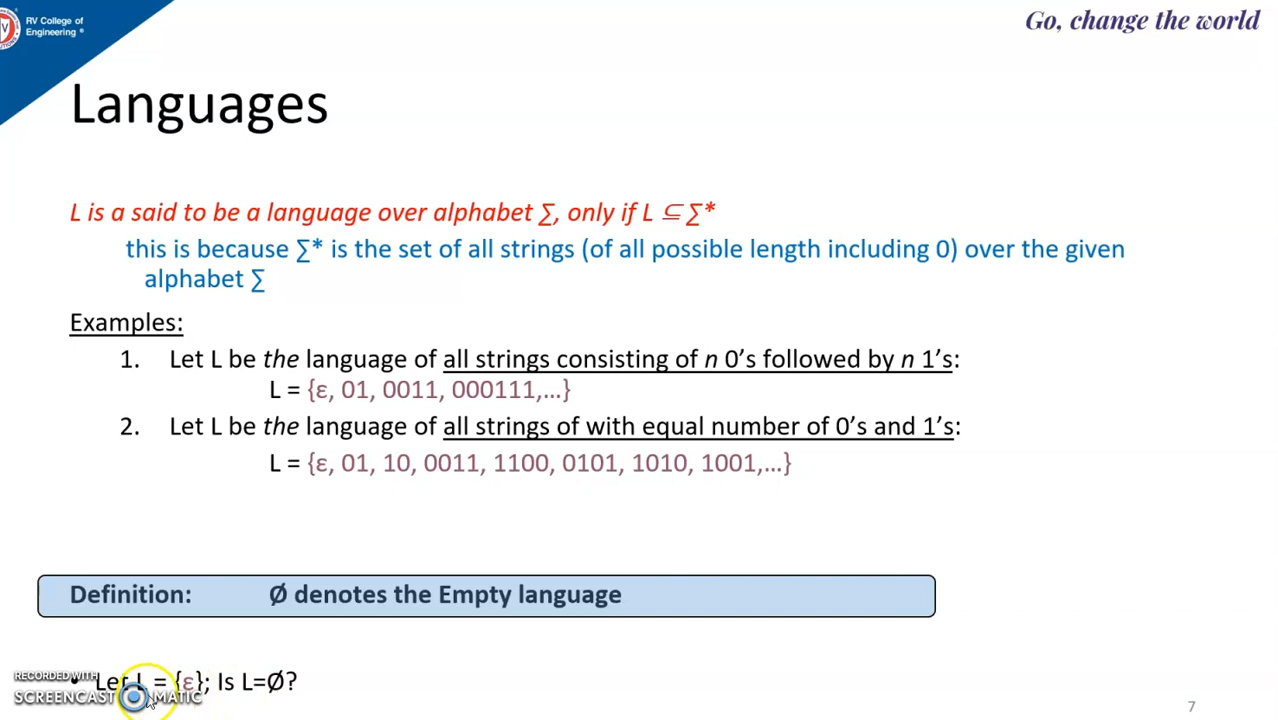 RV College of
Engineering ®
Go, change the world
Languages
L is a said to be a language over alphabet ∑, only if L ⊆ ∑*
this is because ∑* is the set of all strings (of all possible length including 0) over the given
alphabet ∑
Examples:
1. Let L be the language of all strings consisting of n 0’s followed by n 1’s:
L = {ε, 01, 0011, 000111,…}
2. Let L be the language of all strings of with equal number of 0’s and 1’s:
L = {ε, 01, 10, 0011, 1100, 0101, 1010, 1001,…}
Definition: Ø denotes the Empty language
• Let L = {ε}; Is L=Ø?
RECORDED WITH
SCREENCAST MATIC
7